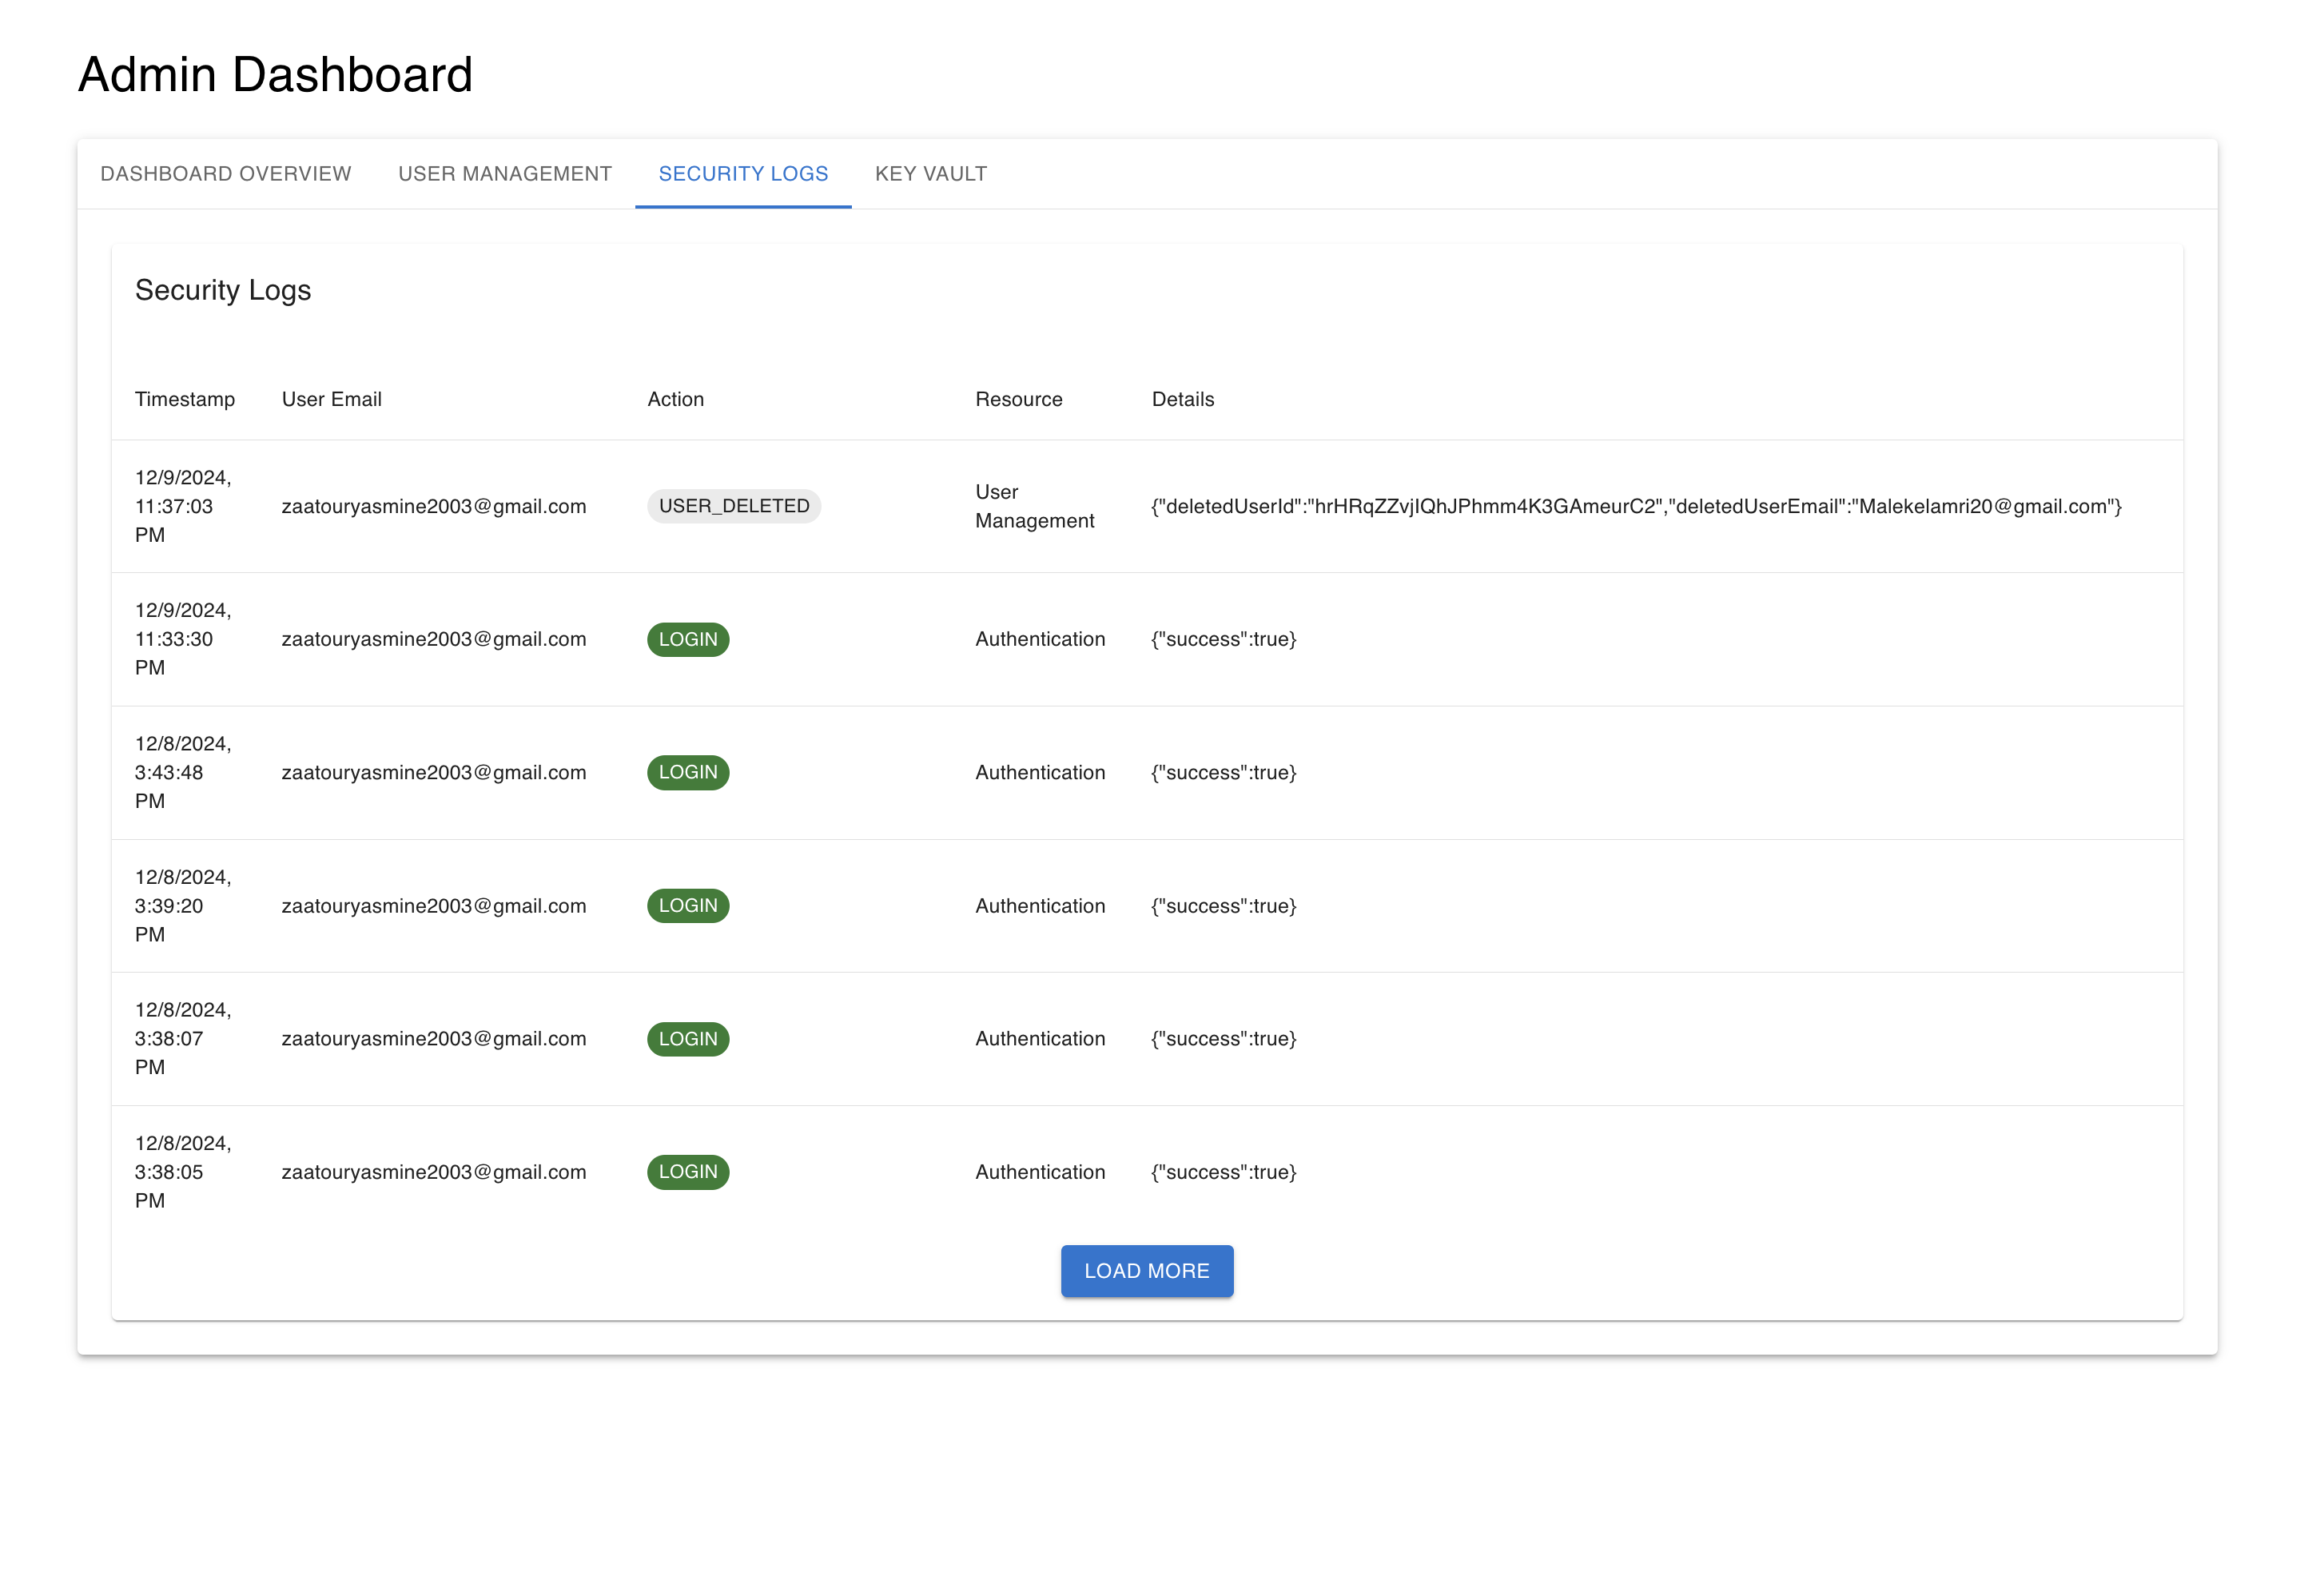 Admin Dashboard
DASHBOARD OVERVIEW USER MANAGEMENT SECURITY LOGS KEY VAULT
Security Logs
Timestamp User Email Action Resource Details
12/9/2024,
11:37:03
PM
zaatouryasmine2003@gmail.com
USER_DELETED
User
Management
{"deletedUserId":"hrHRqZZvjIQhJPhmm4K3GAmeurC2","deletedUserEmail":"Malekelamri20@gmail.com"}
12/9/2024,
11:33:30
PM
zaatouryasmine2003@gmail.com
LOGIN
Authentication
{"success":true}
12/8/2024,
3:43:48
PM
zaatouryasmine2003@gmail.com
LOGIN
Authentication
{"success":true}
12/8/2024,
3:39:20
PM
zaatouryasmine2003@gmail.com
LOGIN
Authentication
{"success":true}
12/8/2024,
3:38:07
PM
zaatouryasmine2003@gmail.com
LOGIN
Authentication
{"success":true}
12/8/2024,
3:38:05
PM
zaatouryasmine2003@gmail.com
LOGIN
Authentication
{"success":true}
LOAD MORE